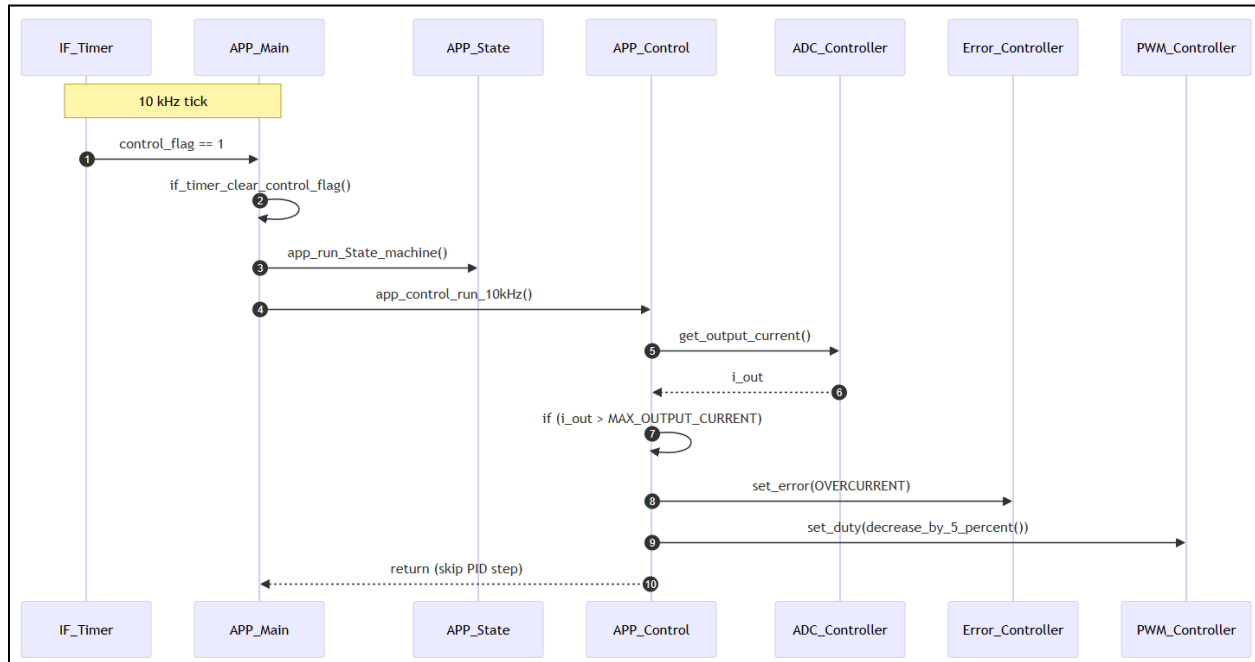 IF_Timer
APP_Main
APP_State
APP_Control
ADC_Controller
Error_Controller
PWM_Controller
10 kHz tick
control_flag == 1
1
if_timer_clear_control_flag()
2
app_run_State_machine()
3
app_control_run_10kHz()
4
get_output_current()
5
i_out
6
if (i_out > MAX_OUTPUT_CURRENT)
7
set_error(OVERCURRENT)
8
set_duty(decrease_by_5_percent())
9
return (skip PID step)
10
IF_Timer
APP_Main
APP_State
APP_Control
ADC_Controller
Error_Controller
PWM_Controller